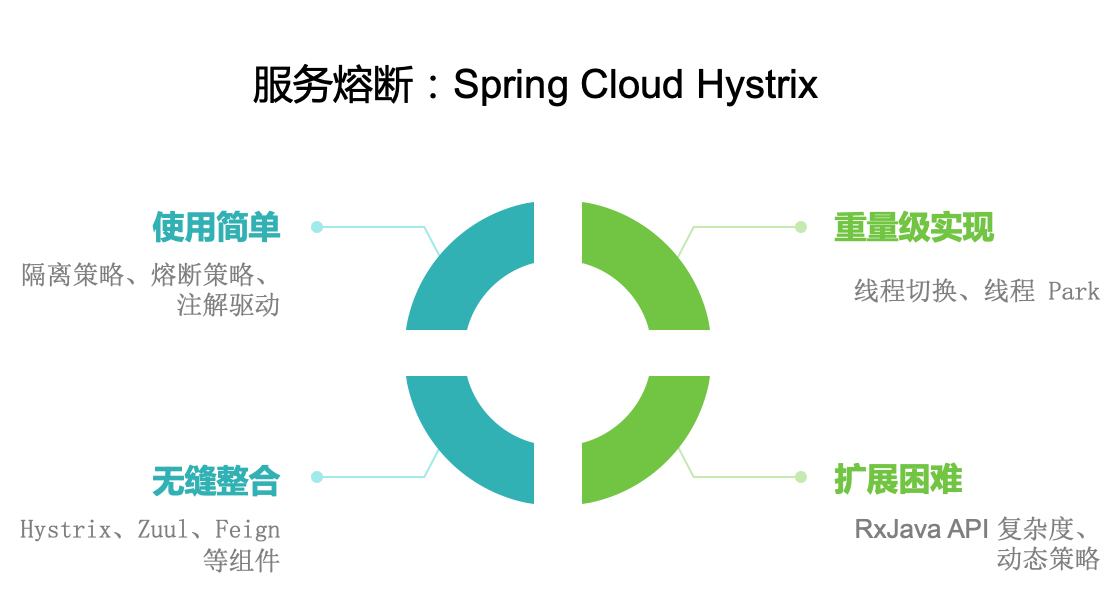 服务熔断：Spring Cloud Hystrix
使用简单
隔离策略、熔断策略、
注解驱动
重量级实现
线程切换、线程 Park
无缝整合
Hystrix、Zuul、Feign
等组件
扩展困难
RxJava API 复杂度、
动态策略